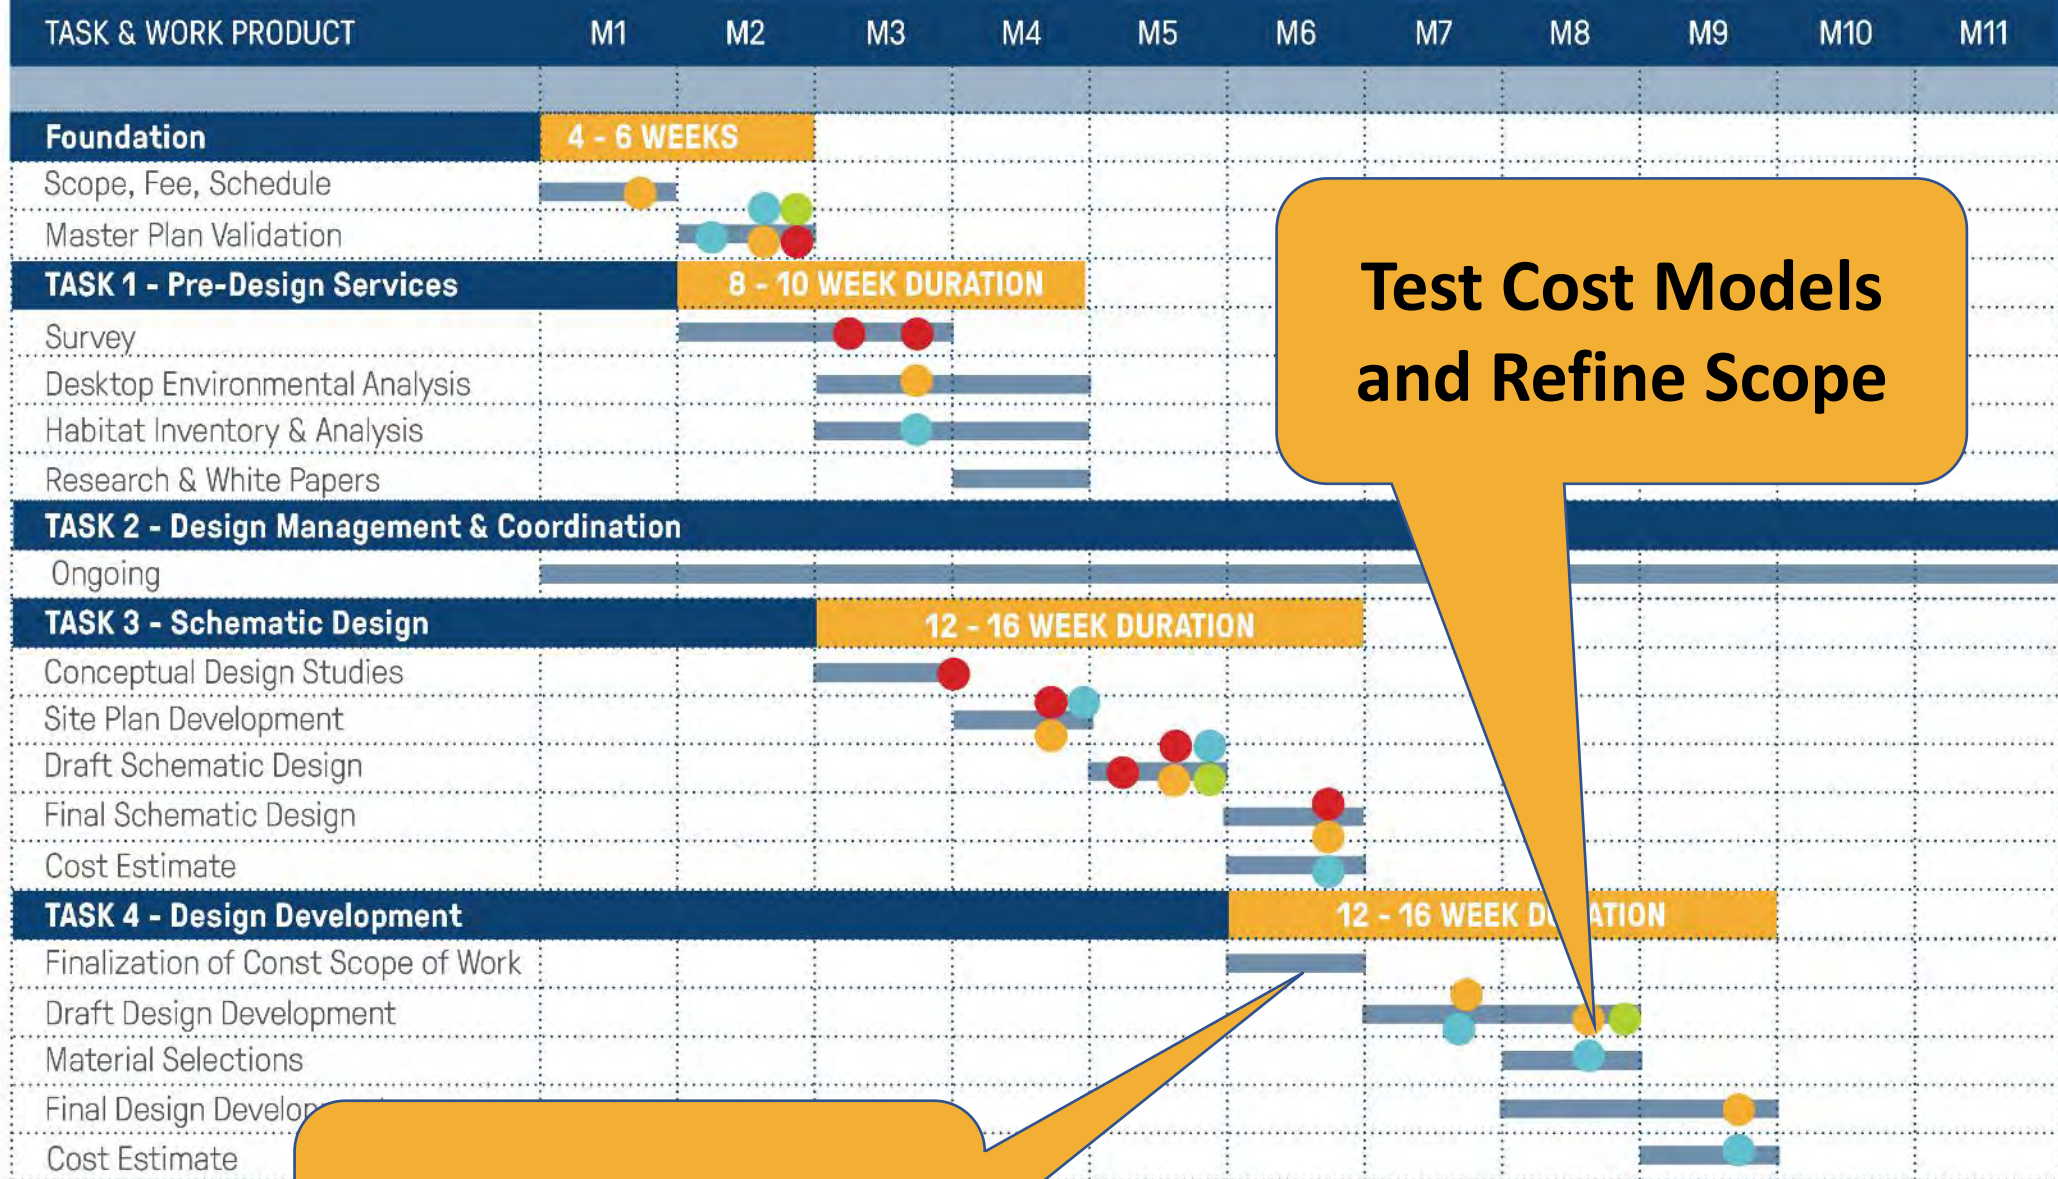 TASK & WORK PRODUCT M1 M2 M3 M4 M5 M6 M7 M8 M9 M10 M11
Foundation 4 - 6 WEEKS
Scope, Fee, Schedule
Master Plan Validation
TASK 1 - Pre-Design Services 8 - 10 WEEK DURATION
Test Cost Models
and Refine Scope
Survey
Desktop Environmental Analysis
Habitat Inventory & Analysis
Research & White Papers
TASK 2 - Design Management & Coordination
Ongoing
TASK 3 - Schematic Design 12 - 16 WEEK DURATION
Conceptual Design Studies
Site Plan Development
Draft Schematic Design
Final Schematic Design
Cost Estimate
TASK 4 - Design Development 12 - 16 WEEK D ATION
Finalization of Const Scope of Work
Draft Design Development
Material Selections
Final Design
Cost Estimate